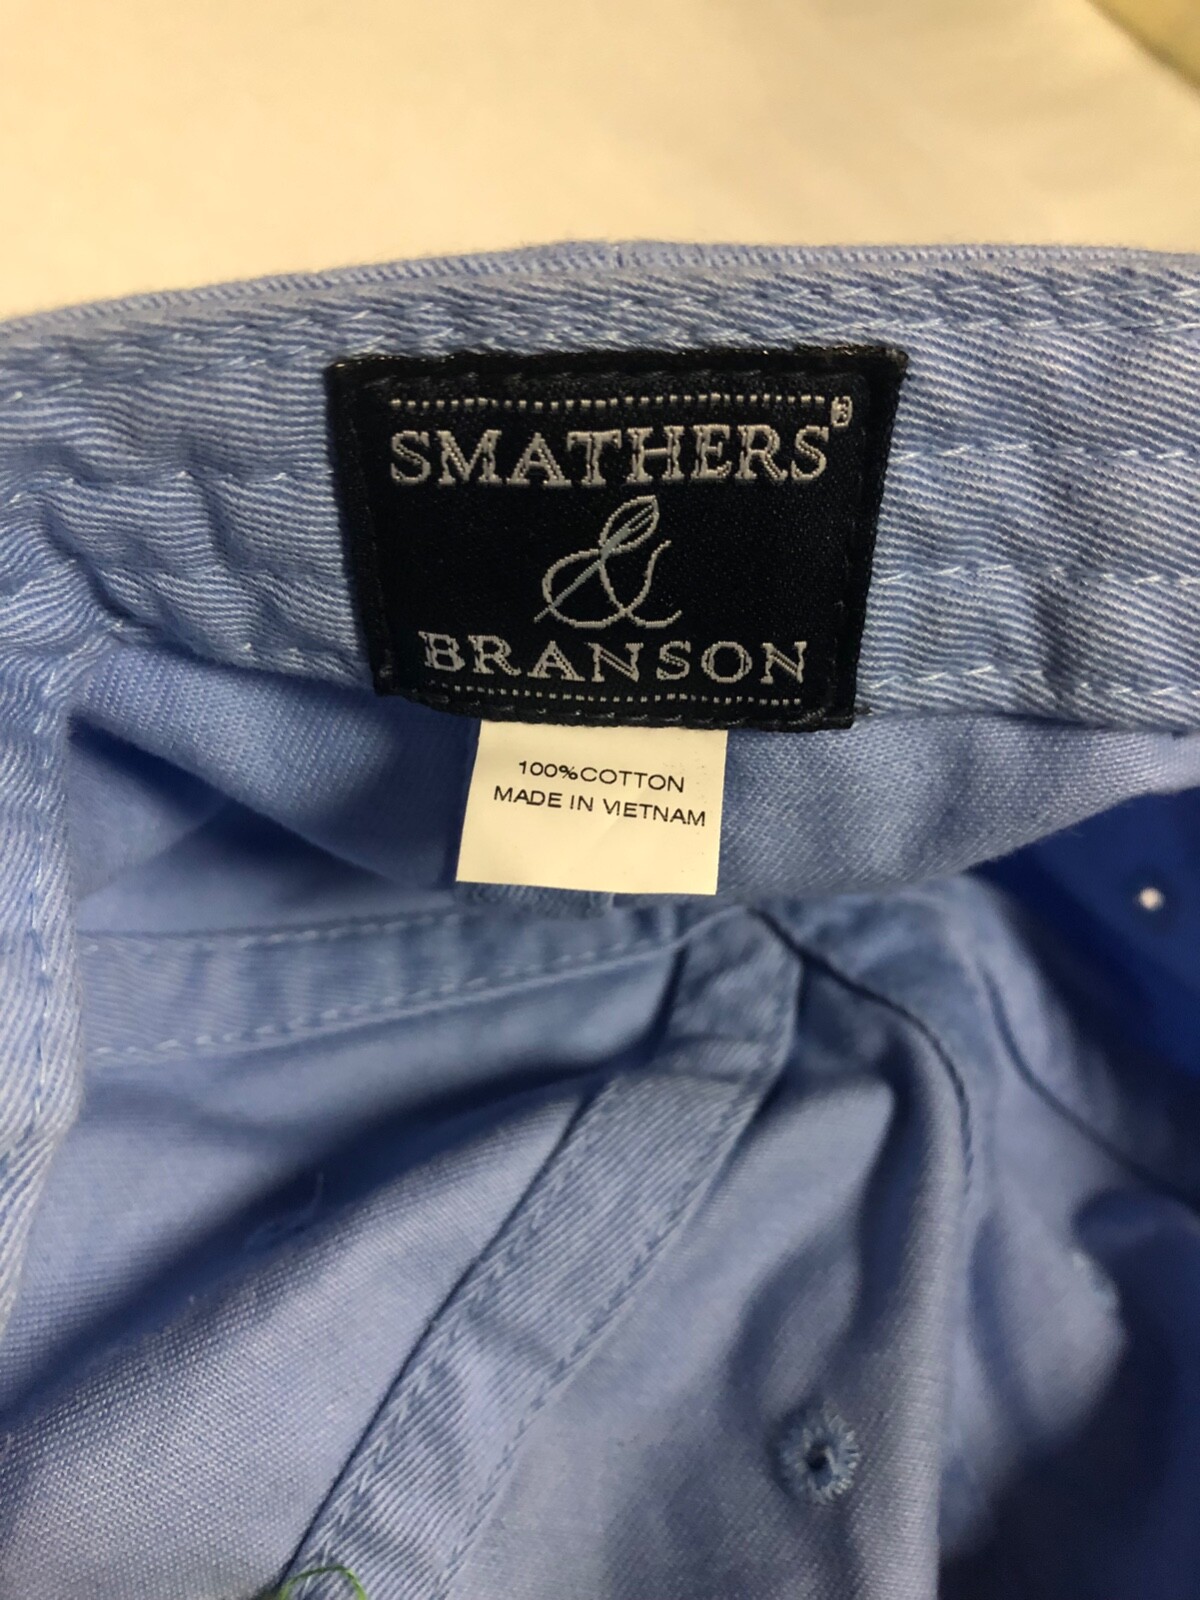 SMATHERS®
&
BRANSON
100%COTTON
MADE IN VIETNAM